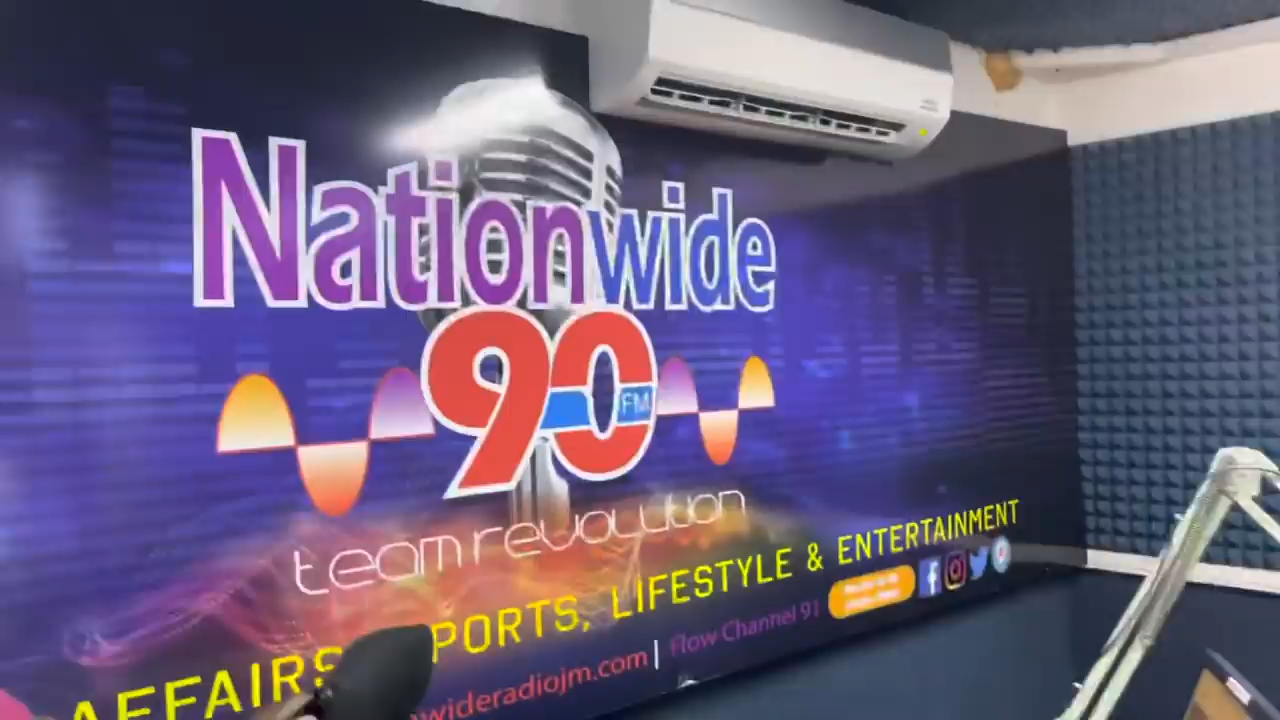 Nationwide
90 FM
team revolution
AFFAIRS PORTS, LIFESTYLE & ENTERTAINMENT
wideradiojm.com | Flow Channel 91